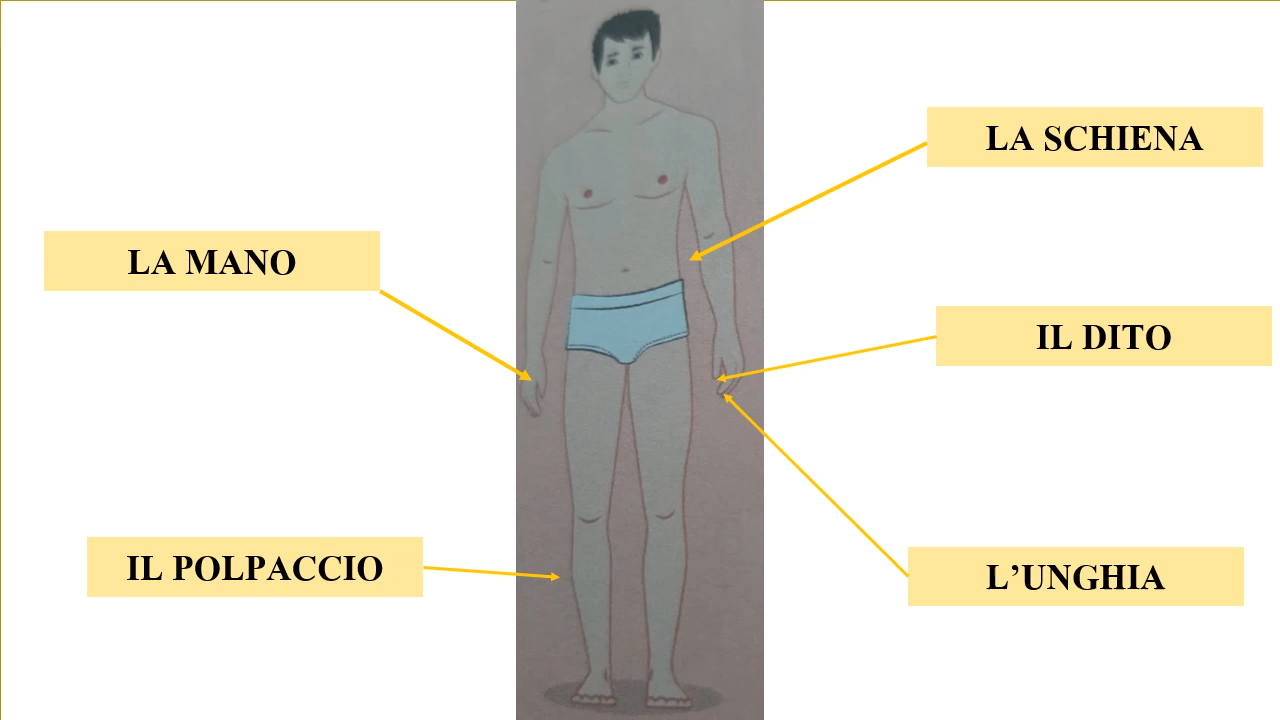 LA SCHIENA
LA MANO
IL DITO
IL POLPACCIO
L’UNGHIA